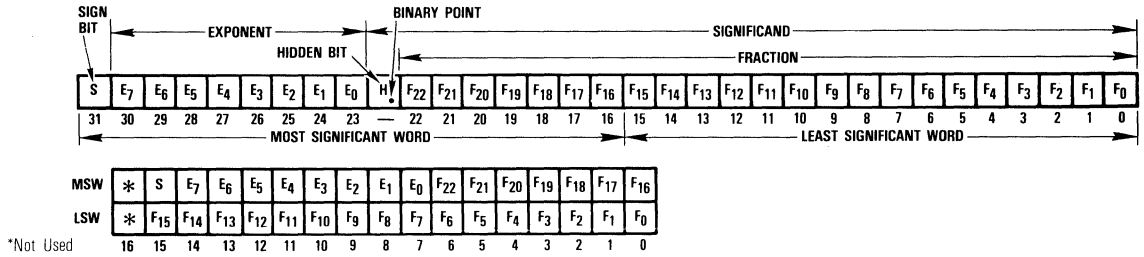 SIGN BIT
EXPONENT
HIDDEN BIT
BINARY POINT
SIGNIFICAND
FRACTION
S E7 E6 E5 E4 E3 E2 E1 E0 H F22 F21 F20 F19 F18 F17 F16 F15 F14 F13 F12 F11 F10 F9 F8 F7 F6 F5 F4 F3 F2 F1 F0
31 30 29 28 27 26 25 24 23 — 22 21 20 19 18 17 16 15 14 13 12 11 10 9 8 7 6 5 4 3 2 1 0
MOST SIGNIFICANT WORD
LEAST SIGNIFICANT WORD
MSW * S E7 E6 E5 E4 E3 E2 E1 E0 F22 F21 F20 F19 F18 F17 F16
LSW * F15 F14 F13 F12 F11 F10 F9 F8 F7 F6 F5 F4 F3 F2 F1 F0
*Not Used 16 15 14 13 12 11 10 9 8 7 6 5 4 3 2 1 0